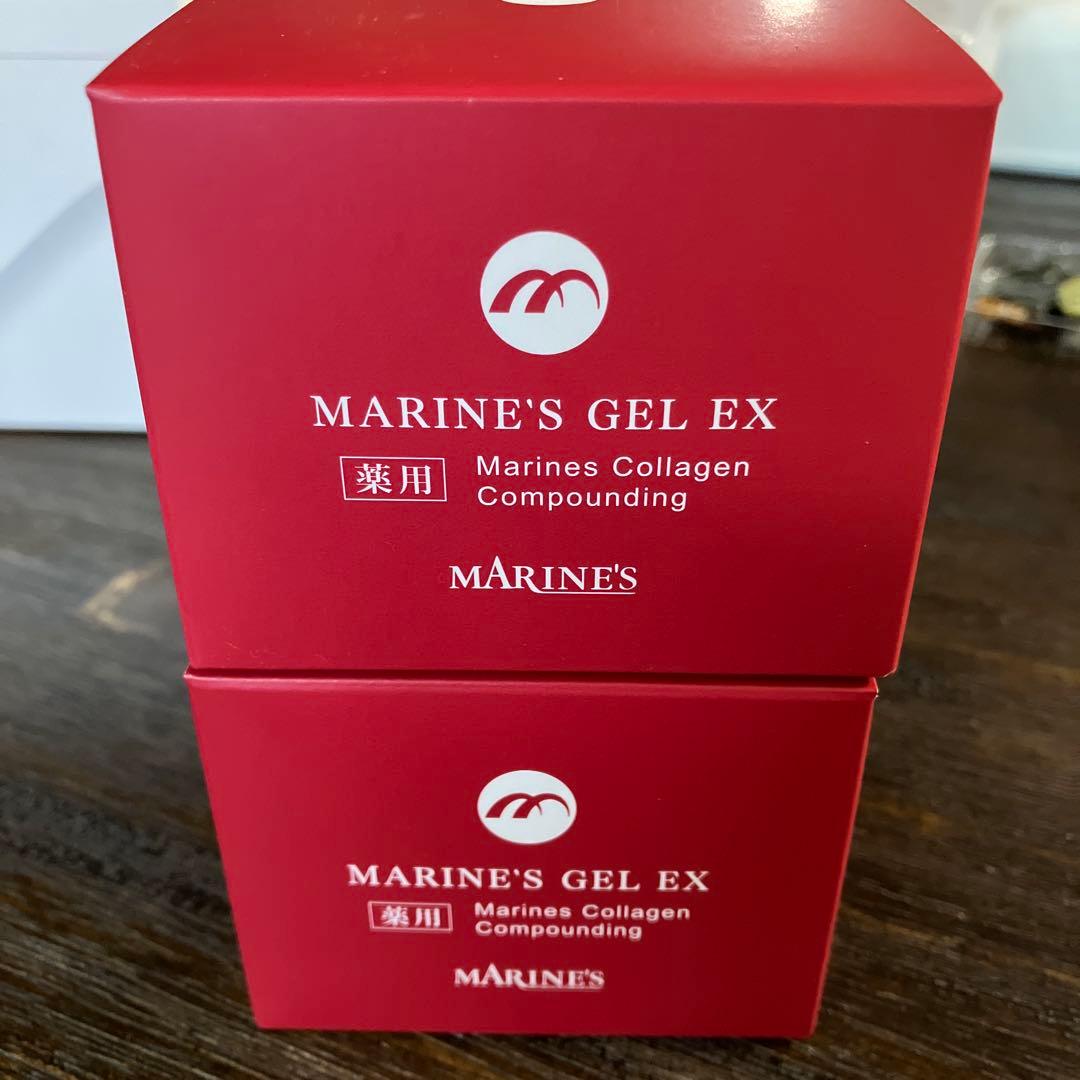 MARINE'S GEL EX
薬用
Marines Collagen
Compounding
MARINE'S
MARINE'S GEL EX
薬用
Marines Collagen
Compounding
MARINE'S